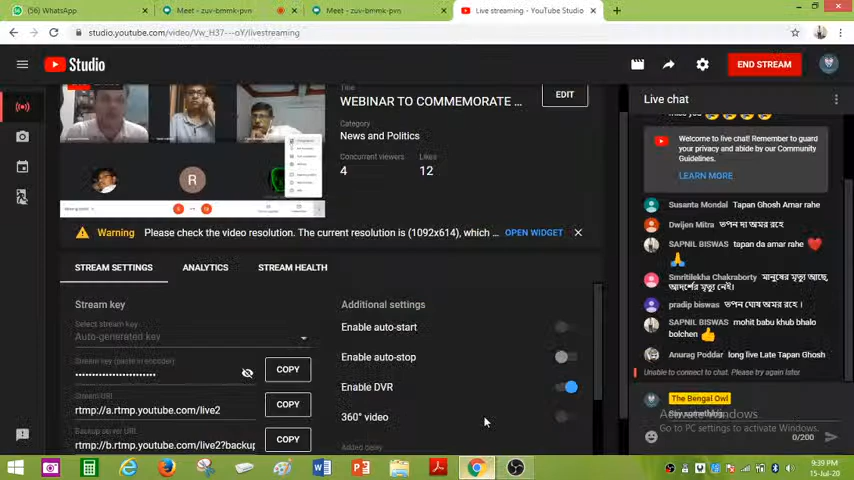 (56) WhatsApp
Meet - zuv-bmmk-pvn
Meet - zuv-bmmk-pvn
Live streaming - YouTube Studio
studio.youtube.com/video/Vw_H37---oY/livestreaming
Studio
END STREAM
Title
WEBINAR TO COMMEMORATE ...
EDIT
Category
News and Politics
Concurrent viewers
Likes
4
12
R
Warning Please check the video resolution. The current resolution is (1092x614), which ... OPEN WIDGET
STREAM SETTINGS
ANALYTICS
STREAM HEALTH
Stream key
Select stream key
Auto-generated key
Stream key (paste in encoder)
COPY
Stream URL
rtmp://a.rtmp.youtube.com/live2
COPY
Backup server URL
rtmp://b.rtmp.youtube.com/live2?backup
COPY
Additional settings
Enable auto-start
Enable auto-stop
Enable DVR
360° video
Added delay
Live chat
Welcome to live chat! Remember to guard
your privacy and abide by our Community
Guidelines.
LEARN MORE
Susanta Mondal Tapan Ghosh Amar rahe
Dwijen Mitra তপন দা অমর রহে
SAPNIL BISWAS tapan da amar rahe
Smritilekha Chakraborty মানুষের মৃত্যু আছে,
আদর্শের মৃত্যু নেই!
pradip biswas তপন ঘোষ অমর রহে ।
SAPNIL BISWAS mohit babu khub bhalo
bolchen
Anurag Poddar long live Late Tapan Ghosh
Unable to connect to chat. Please try again later
The Bengal Owl
Say something...
Activate Windows
Go to PC settings to activate Windows.
0/200
9:39 PM
15-Jul-20